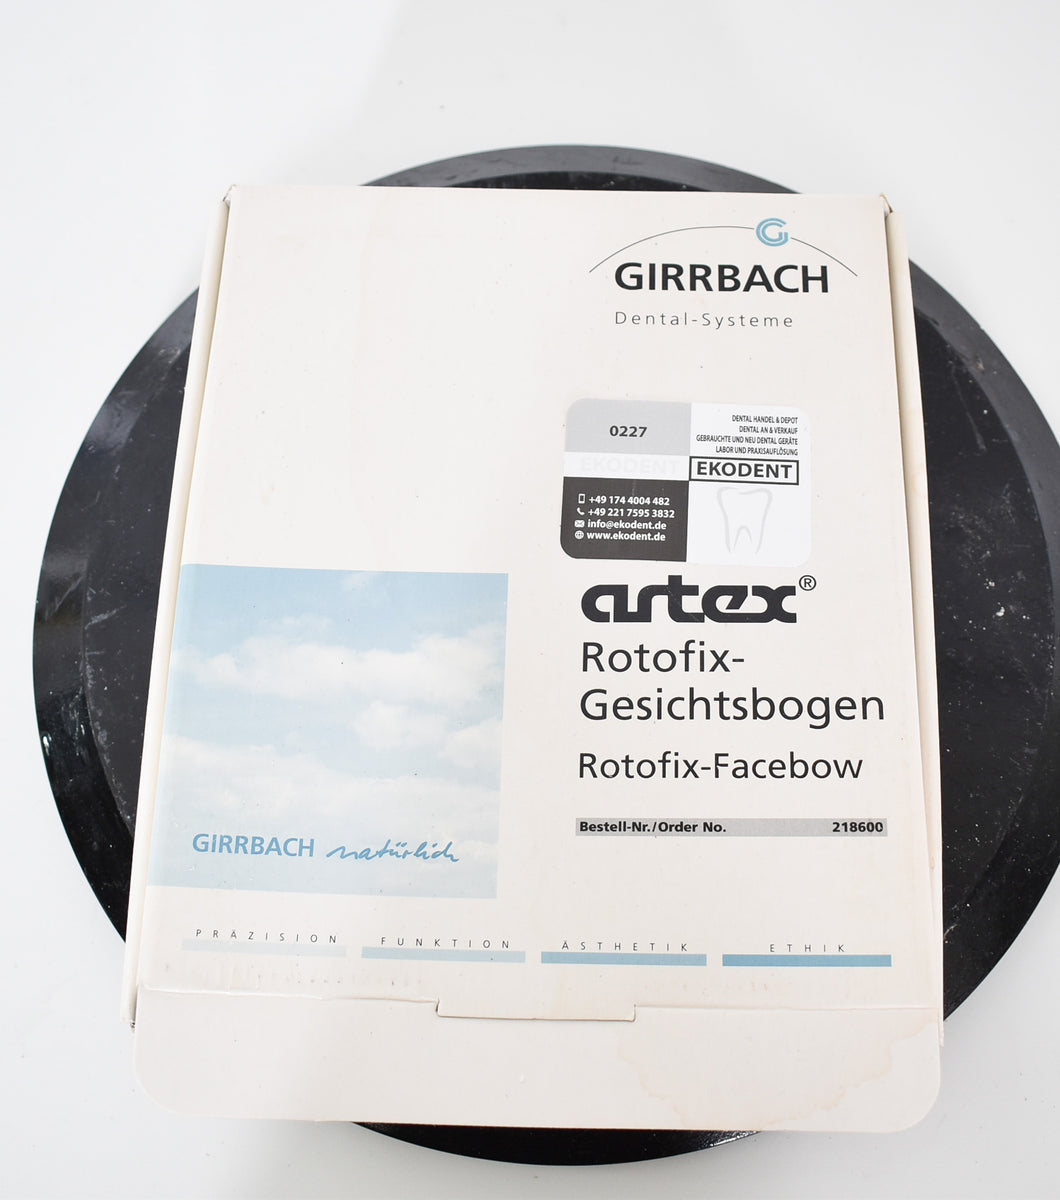 G
GIRRBACH
Dental-Systeme
0227
EKODENT
+49 174 4004 482
+49 221 7595 3832
info@ekodent.de
www.ekodent.de
DENTAL HANDEL & DEPOT
DENTAL AN & VERKAUF
GEBRAUCHTE UND NEU DENTAL GERÄTE
LABOR UND PRAXISAUFLÖSUNG
EKODENT
artex®
Rotofix-
Gesichtsbogen
Rotofix-Facebow
Bestell-Nr./Order No. 218600
GIRRBACH natürlich
PRÄZISION FUNKTION ÄSTHETIK ETHIK